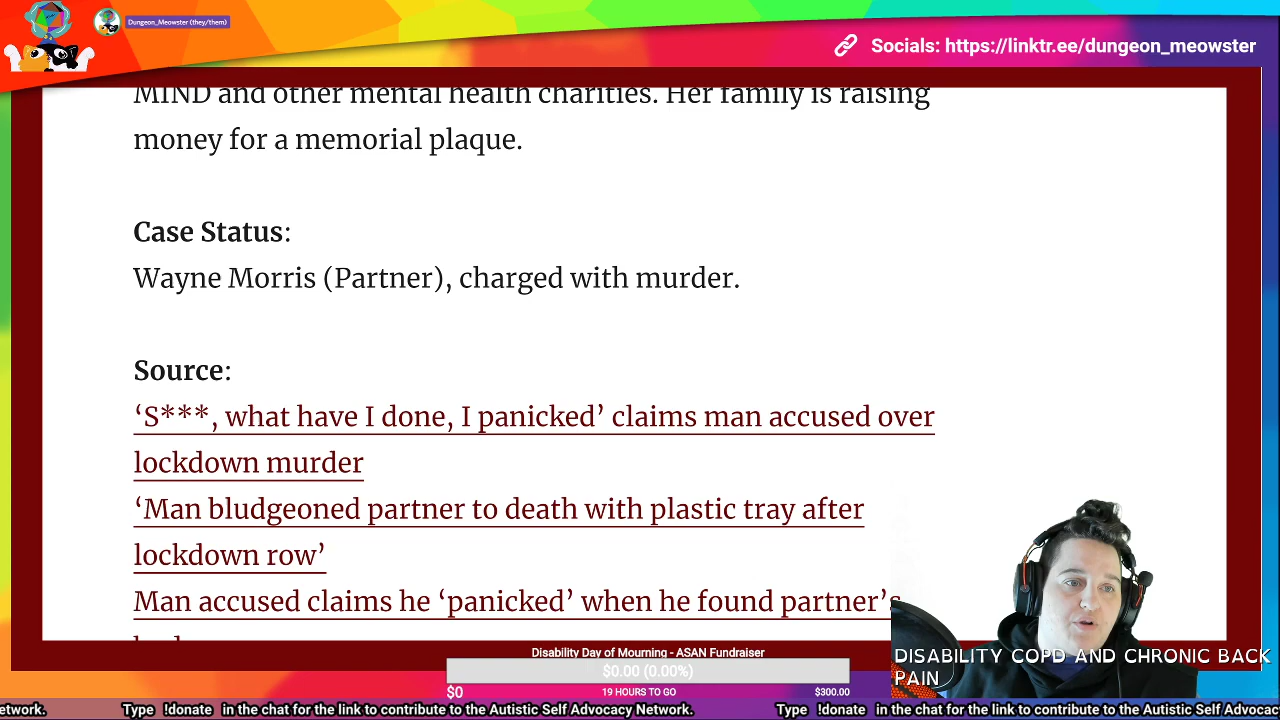 Dungeon_Meowster (they/them)
Socials: https://linktr.ee/dungeon_meowster
MIND and other mental health charities. Her family is raising
money for a memorial plaque.
Case Status:
Wayne Morris (Partner), charged with murder.
Source:
‘S***, what have I done, I panicked’ claims man accused over
lockdown murder
‘Man bludgeoned partner to death with plastic tray after
lockdown row’
Man accused claims he ‘panicked’ when he found partner’s
DISABILITY COPD AND CHRONIC BACK
PAIN
Disability Day of Mourning - ASAN Fundraiser
$0.00 (0.00%)
$0 19 HOURS TO GO $300.00
etwork. Type !donate in the chat for the link to contribute to the Autistic Self Advocacy Network. Type !donate in the chat for the link to contribute to the Autistic Self Advocac